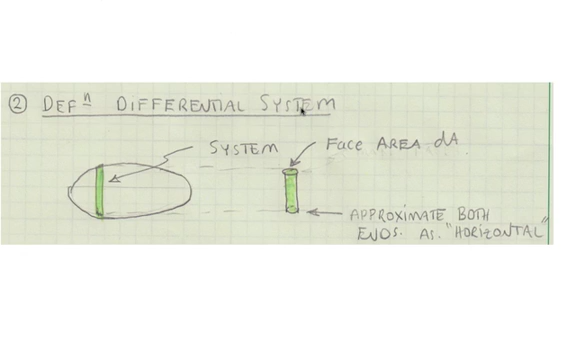 ② DEFⁿ DIFFERENTIAL SYSTEM
SYSTEM
FACE AREA dA
APPROXIMATE BOTH
ENDS. AS. "HORIZONTAL"